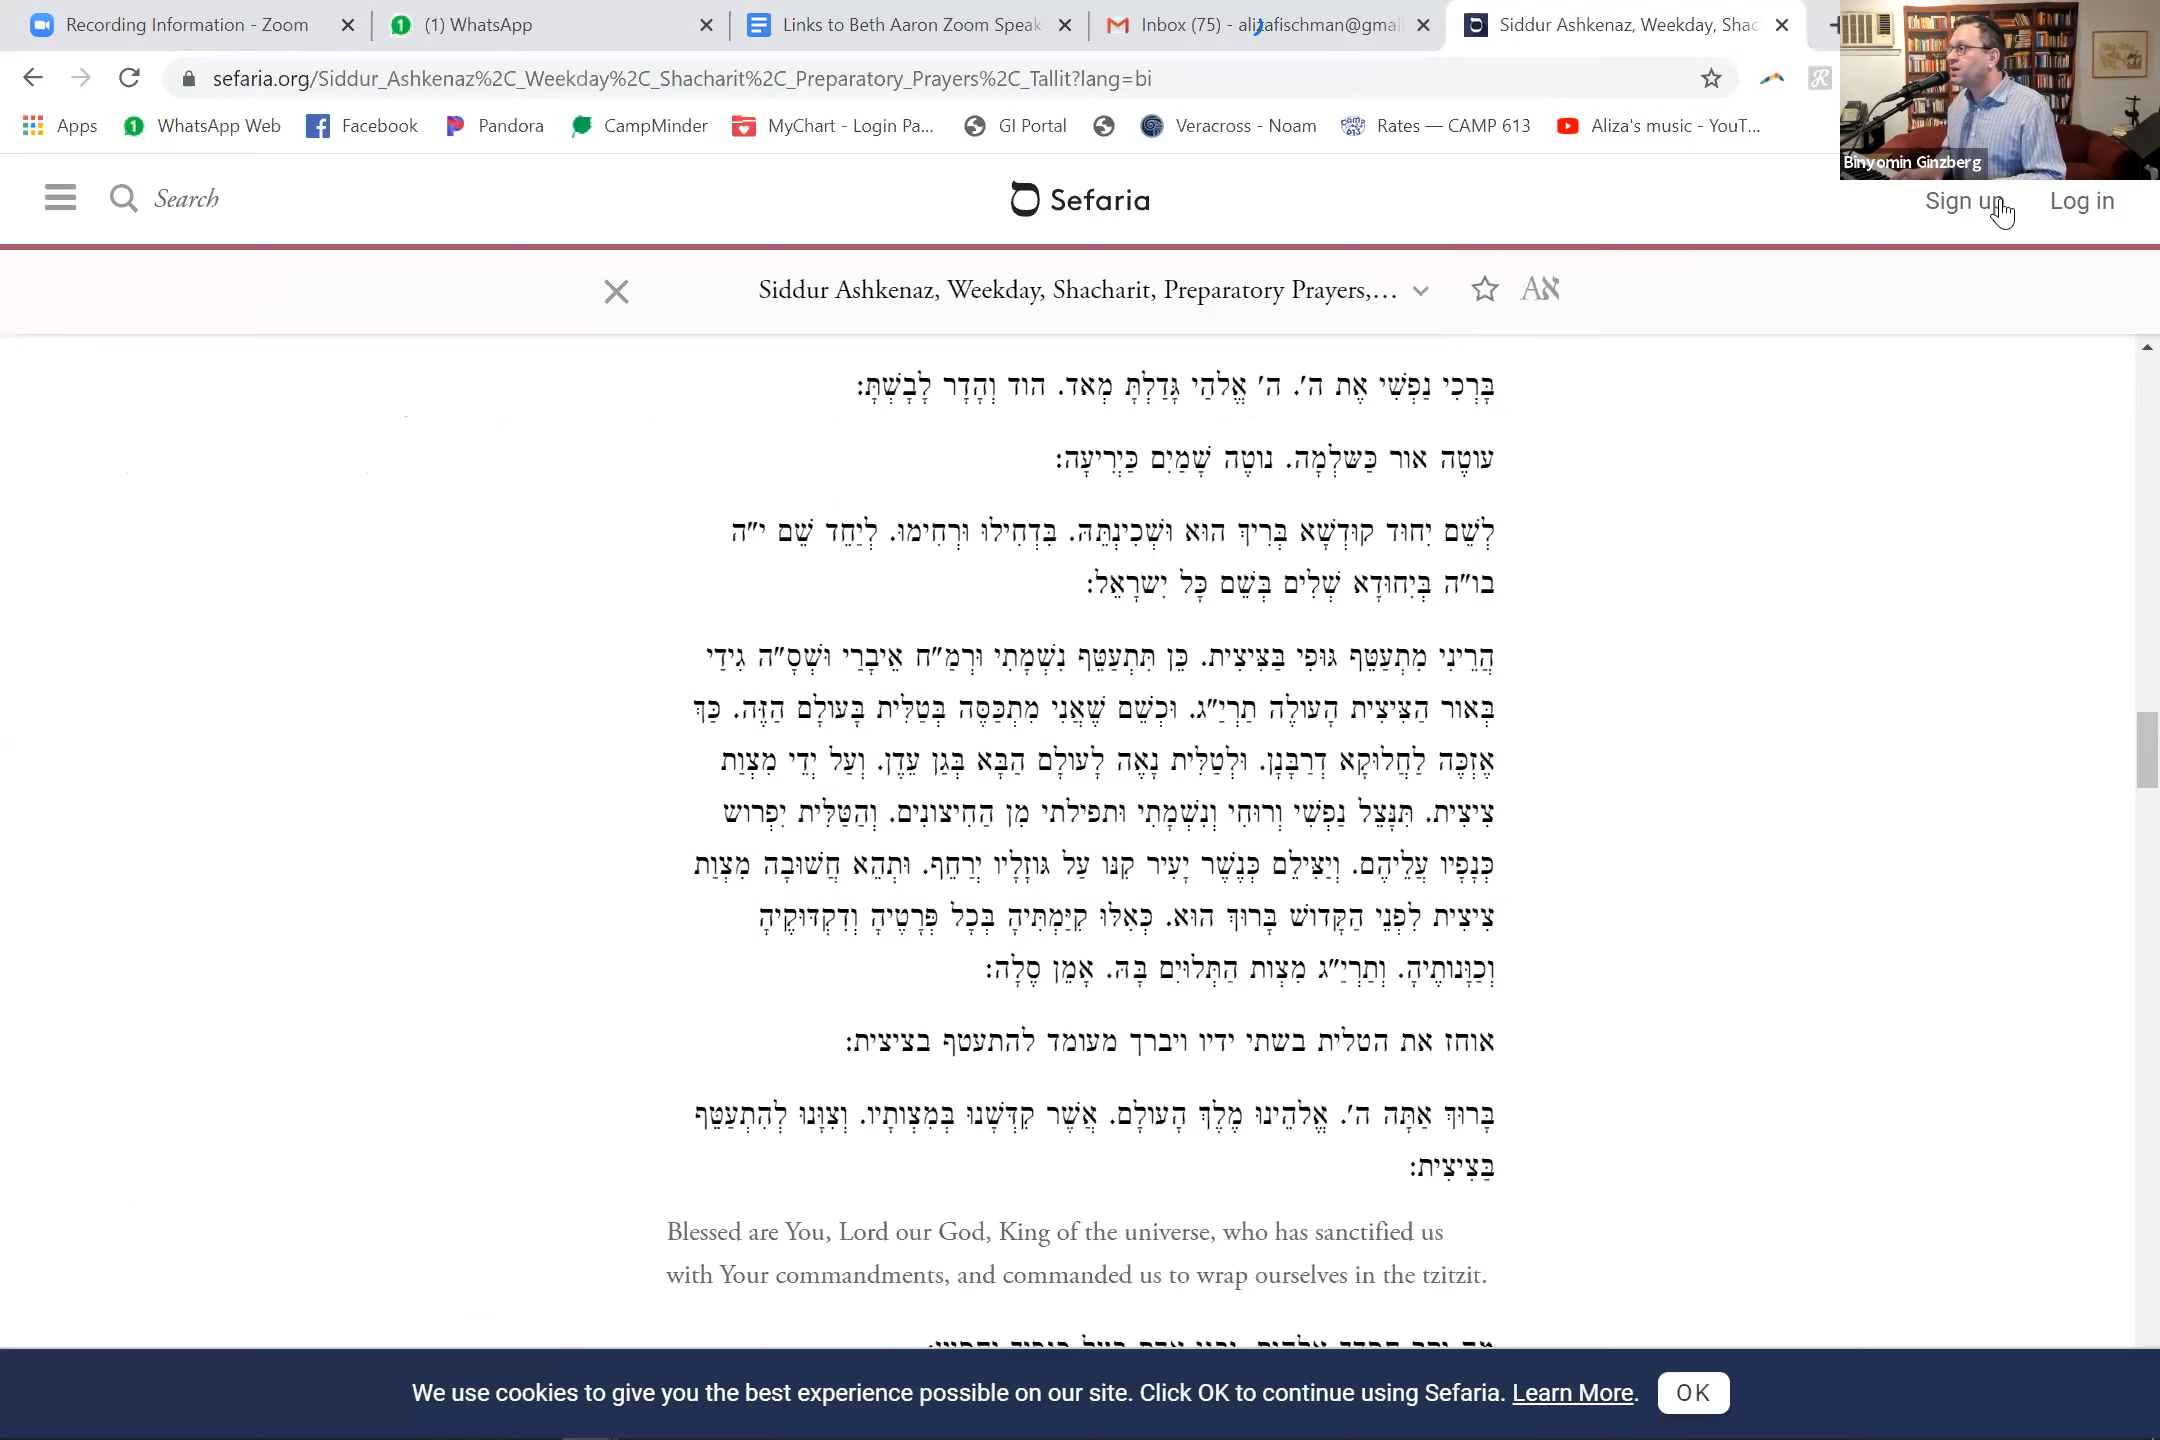 Recording Information - Zoom
(1) WhatsApp
Links to Beth Aaron Zoom Speak
Inbox (75) - alizafischman@gmai
Siddur Ashkenaz, Weekday, Shac
sefaria.org/Siddur_Ashkenaz%2C_Weekday%2C_Shacharit%2C_Preparatory_Prayers%2C_Tallit?lang=bi
Apps
WhatsApp Web
Facebook
Pandora
CampMinder
MyChart - Login Pa...
GI Portal
Veracross - Noam
Rates — CAMP 613
Aliza's music - YouT...
Binyomin Ginzberg
Search
Sefaria
Sign up
Log in
Siddur Ashkenaz, Weekday, Shacharit, Preparatory Prayers,...
בָּרְכִי נַפְשִׁי אֶת ה'. ה' אֱלֹהַי גָּדַלְתָּ מְאֹד. הוֹד וְהָדָר לָבָשְׁתָּ:
עוֹטֶה אוֹר כַּשּׂלְמָה. נוֹטֶה שָׁמַיִם כַּיְרִיעָה:
לְשֵׁם יִחוּד קוּדְשָׁא בְּרִיךְ הוּא וּשְׁכִינְתֵּהּ. בִּדְחִילוּ וּרְחִימוּ. לְיַחֵד שֵׁם י"ה
בו"ה בְּיִחוּדָא שְׁלִים בְּשֵׁם כָּל יִשרָאֵל:
הֲרֵינִי מִתְעַטֵּף גּוּפִי בַּצִּיצִית. כֵּן תִּתְעַטֵּף נִשְׁמָתִי וּרְמַ"ח אֵיבָרַי וּשְׁסָ"ה גִידַי
בְּאוֹר הַצִּיצִית הָעוֹלֶה תַרְיַ"ג. וּכְשֵׁם שֶׁאֲנִי מִתְכַּסֶּה בְּטַלִּית בָּעוֹלָם הַזֶּה. כַּךְ
אֶזְכֶּה לַחֲלוּקָא דְרַבָּנָן. וּלְטַלִּית נָאֶה לָעוֹלָם הַבָּא בְּגַן עֵדֶן. וְעַל יְדֵי מִצְוַת
צִיצִית. תִּנָּצֵל נַפְשִׁי וְרוּחִי וְנִשְׁמָתִי וּתפילתי מִן הַחִיצוֹנִים. וְהַטַּלִּית יִפְרוֹש
כְּנָפָיו עֲלֵיהֶם. וְיַצִּילֵם כְּנֶשֶׁר יָעִיר קִנּוֹ עַל גּוֹזָלָיו יְרַחֵף. וּתְהֵא חֲשׁוּבָה מִצְוַת
צִיצִית לִפְנֵי הַקָּדוֹשׁ בָּרוּךְ הוּא. כְּאִלּוּ קִיַּמְתִּיהָ בְּכָל פְּרָטֶיהָ וְדִקְדּוּקֶיהָ
וְכַוָּנוֹתֶיהָ. וְתַרְיַ"ג מִצְוֹת הַתְּלוּיִם בָּהּ. אָמֵן סֶלָה:
אוחז את הטלית בשתי ידיו ויברך מעומד להתעטף בציצית:
בָּרוּךְ אַתָּה ה'. אֱלֹהֵינוּ מֶלֶךְ הָעוֹלָם. אֲשֶׁר קִדְּשָׁנוּ בְּמִצְוֹתָיו. וְצִוָּנוּ לְהִתְעַטֵּף
בַּצִיצִית:
Blessed are You, Lord our God, King of the universe, who has sanctified us
with Your commandments, and commanded us to wrap ourselves in the tzitzit.
We use cookies to give you the best experience possible on our site. Click OK to continue using Sefaria. Learn More.
OK